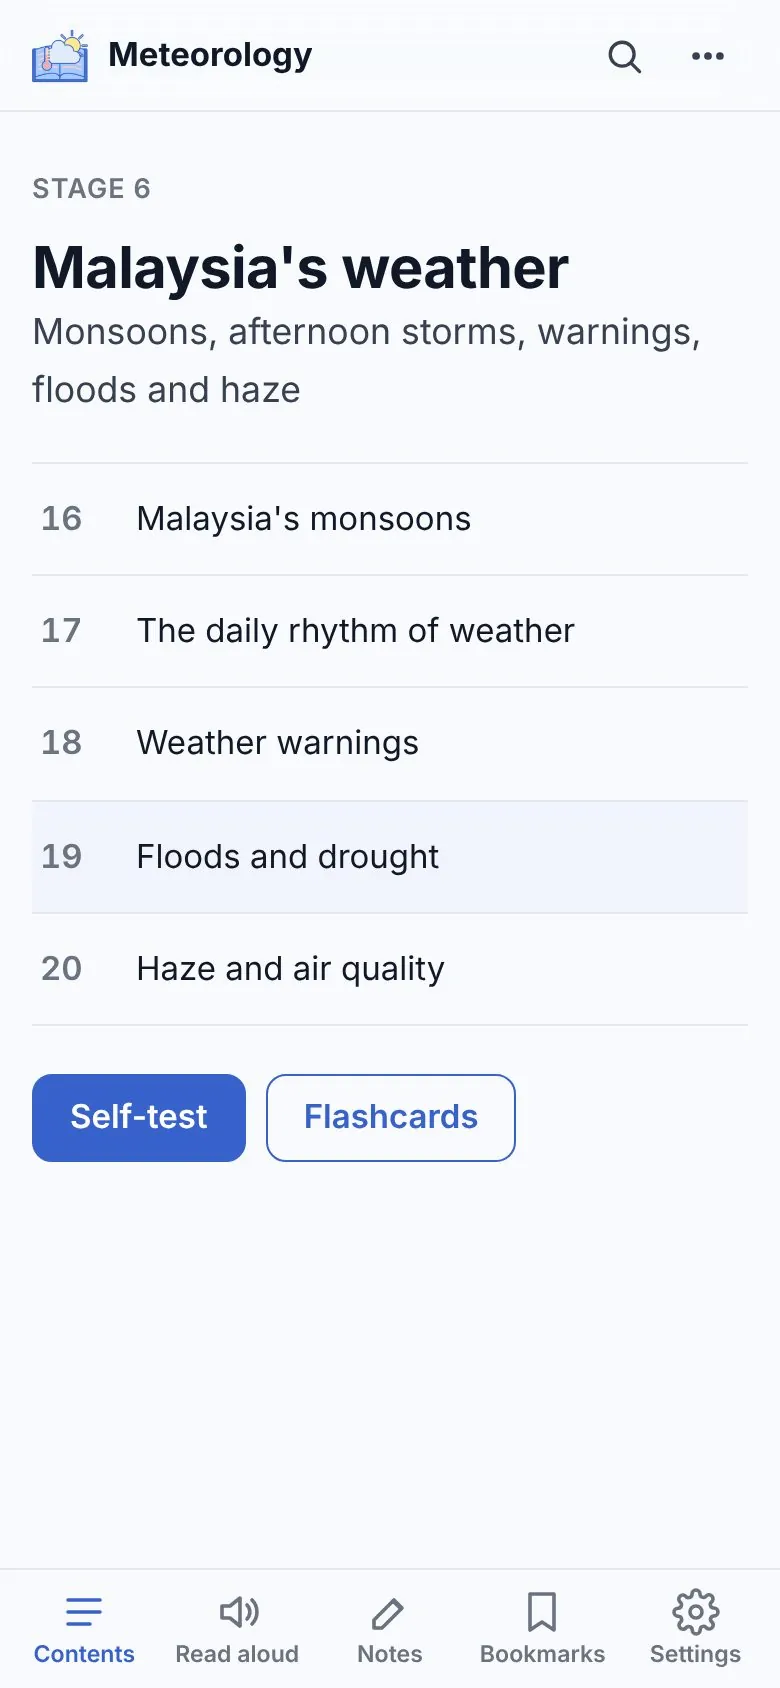 Meteorology
STAGE 6
Malaysia's weather
Monsoons, afternoon storms, warnings,
floods and haze
16 Malaysia's monsoons
17 The daily rhythm of weather
18 Weather warnings
19 Floods and drought
20 Haze and air quality
Self-test Flashcards
Contents Read aloud Notes Bookmarks Settings